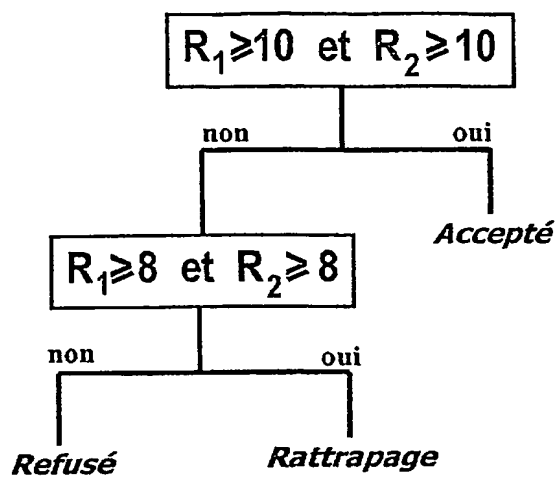 R₁⩾10 et R₂⩾10
non oui
Accepté
R₁⩾8 et R₂⩾8
non oui
Refusé Rattrapage